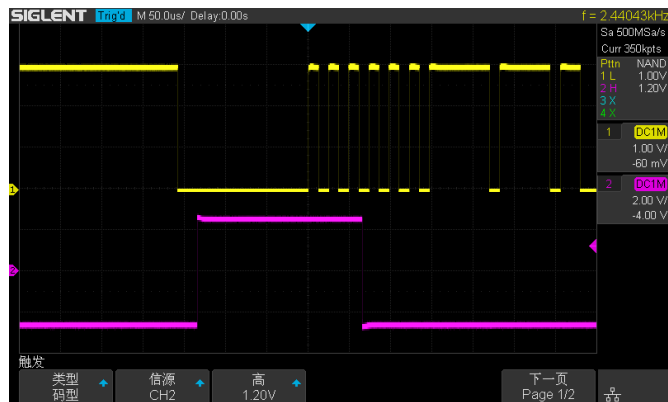 SIGLENT Trig'd M 50.0us/ Delay:0.00s f = 2.44043kHz
Sa 500MSa/s
Curr 350kpts
Pttn NAND
1 L 1.00V
2 H 1.20V
3 X
4 X
1 DC1M
1.00 V/
-60 mV
2 DC1M
2.00 V/
-4.00 V
1
2
触发
类型 信源 高 下一页
码型 CH2 1.20V Page 1/2